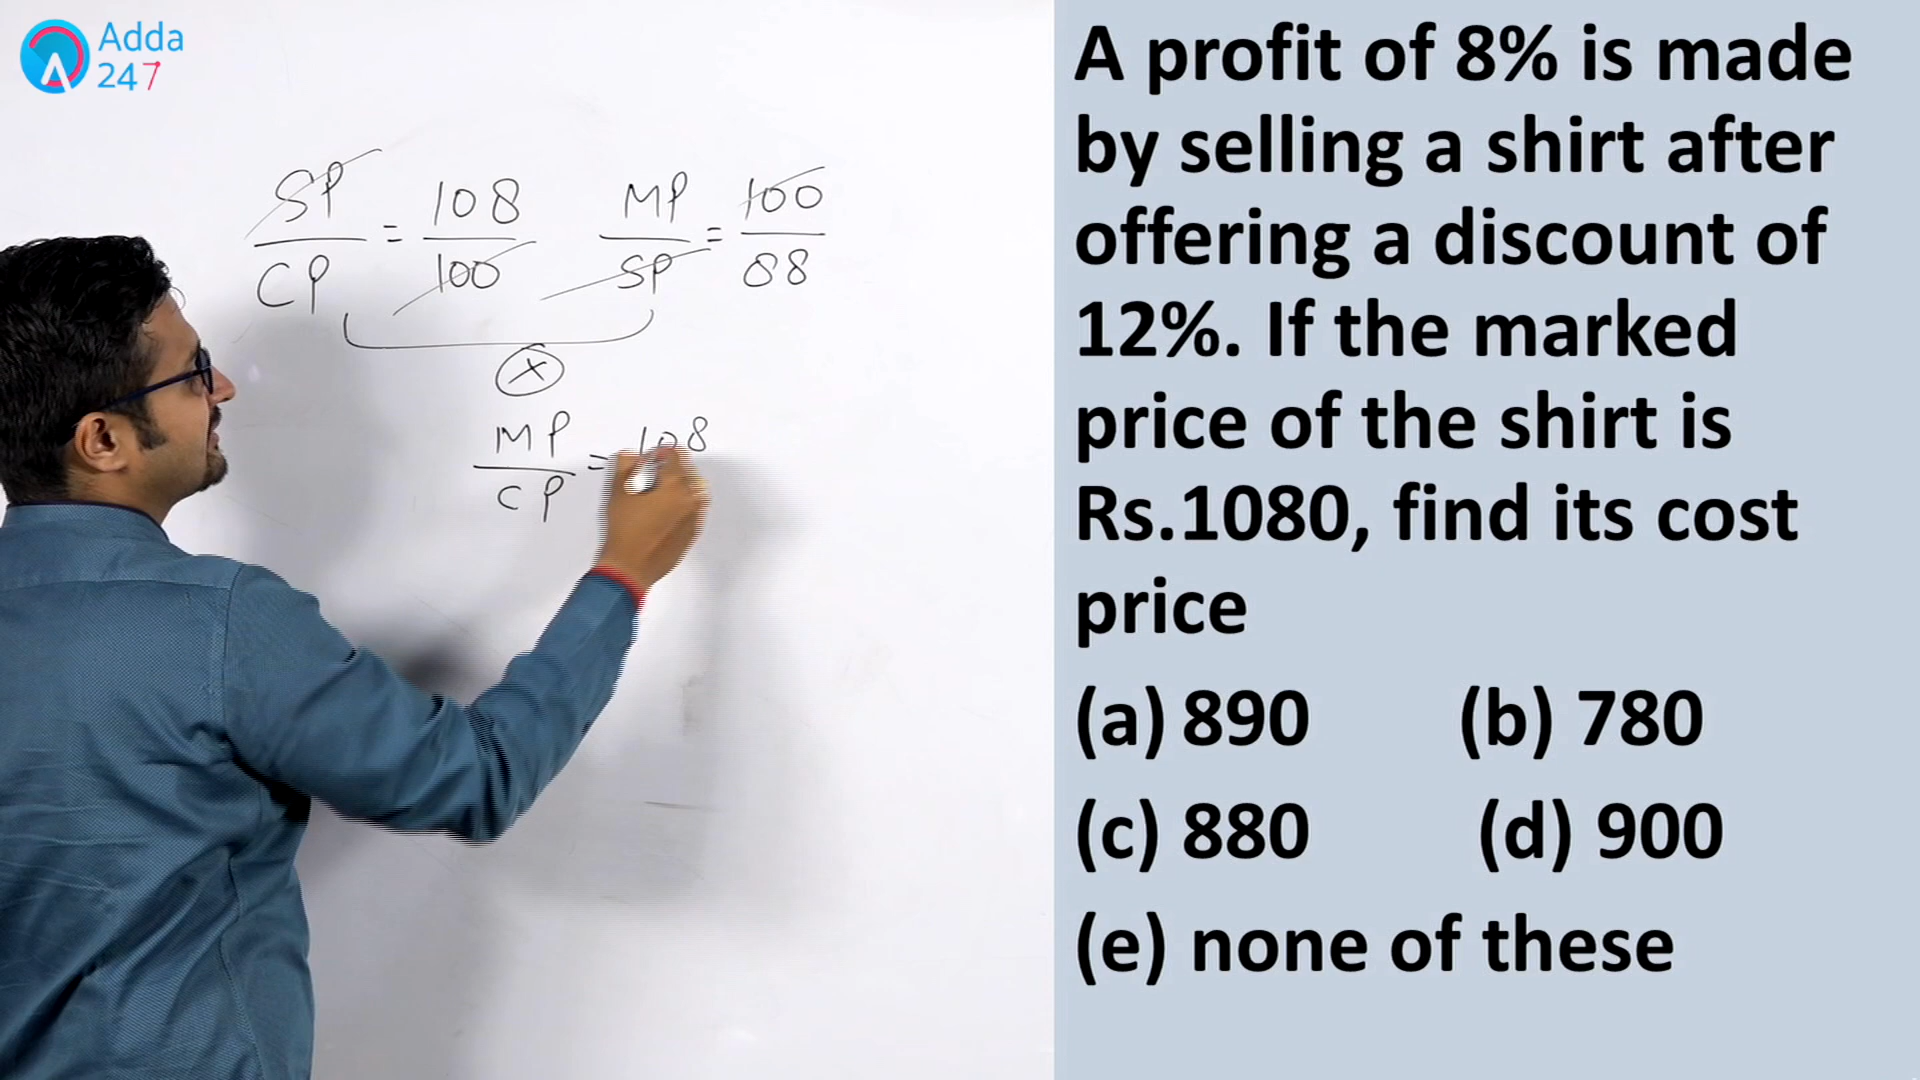 Adda
247
SP/CP = 108/100 MP/SP = 100/88
×
MP/CP = 108
A profit of 8% is made
by selling a shirt after
offering a discount of
12%. If the marked
price of the shirt is
Rs.1080, find its cost
price
(a) 890 (b) 780
(c) 880 (d) 900
(e) none of these